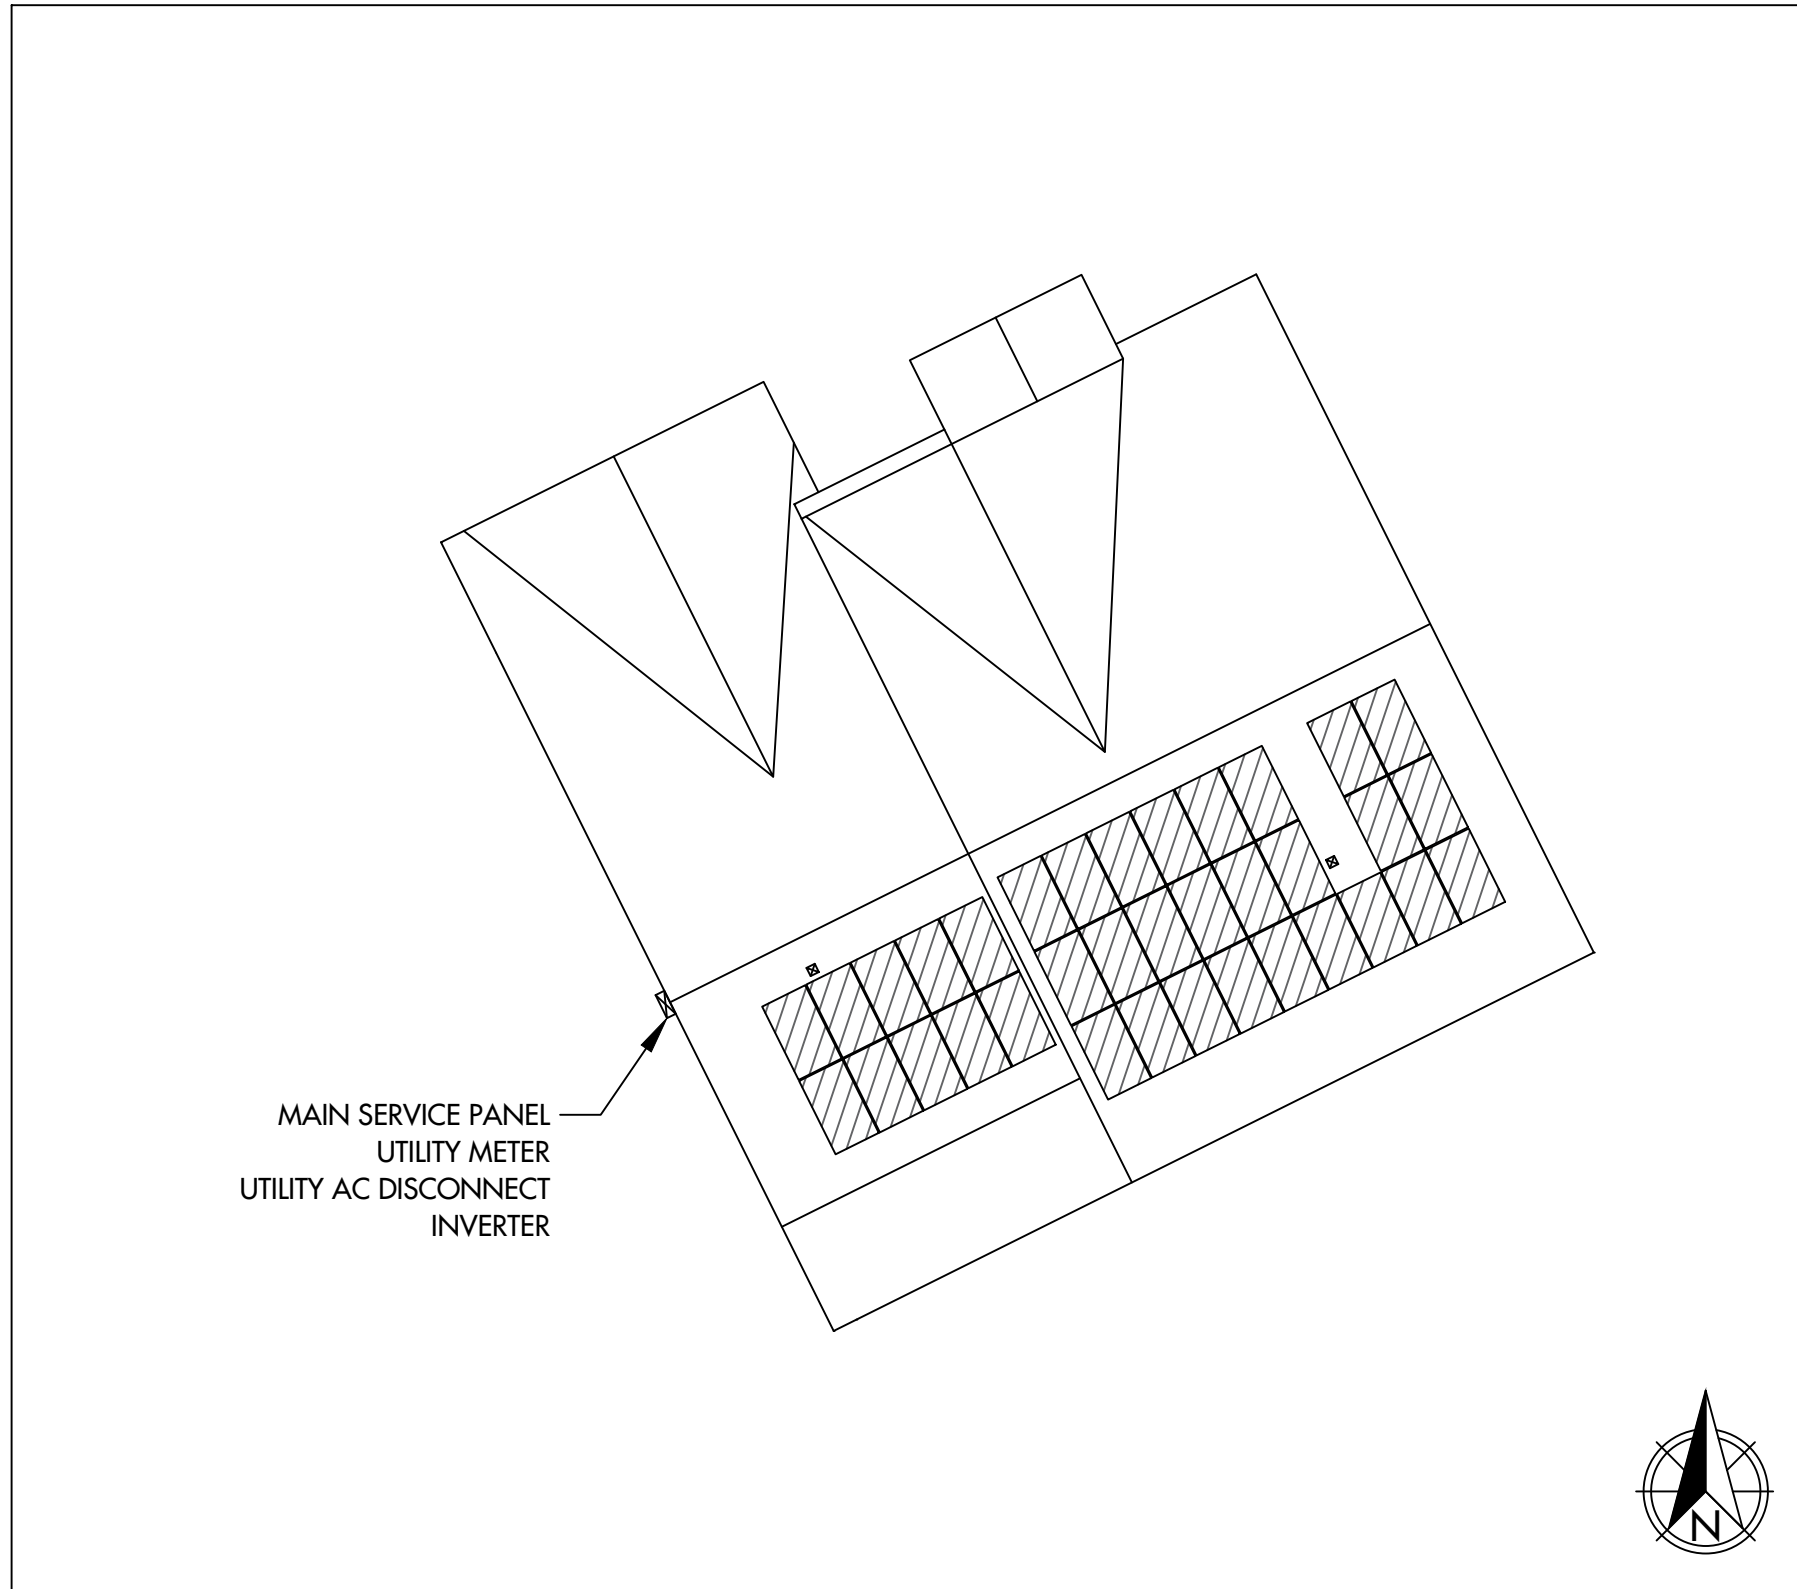 MAIN SERVICE PANEL
UTILITY METER
UTILITY AC DISCONNECT
INVERTER
N